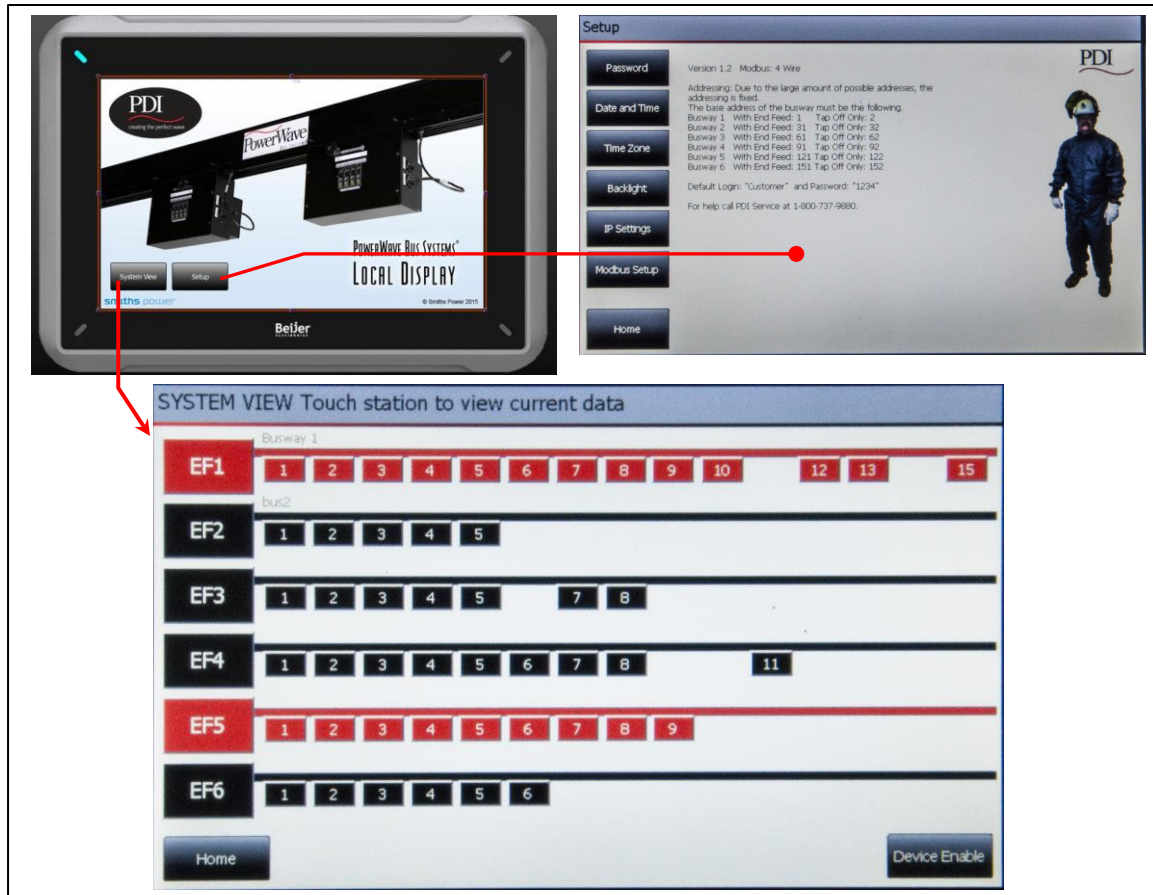 PDI
creating the perfect wave
PowerWave
BUS SYSTEMS
POWERWAVE BUS SYSTEMS®
LOCAL DISPLAY
System View
Setup
smiths power
© Smiths Power 2015
Beijer
ELECTRONICS
Setup
Password
Date and Time
Time Zone
Backlight
IP Settings
Modbus Setup
Home
Version 1.2 Modbus: 4 Wire
Addressing: Due to the large amount of possible addresses, the
addressing is fixed.
The base address of the busway must be the following.
Busway 1 With End Feed: 1 Tap Off Only: 2
Busway 2 With End Feed: 31 Tap Off Only: 32
Busway 3 With End Feed: 61 Tap Off Only: 62
Busway 4 With End Feed: 91 Tap Off Only: 92
Busway 5 With End Feed: 121 Tap Off Only: 122
Busway 6 With End Feed: 151 Tap Off Only: 152
Default Login: "Customer" and Password: "1234"
For help call PDI Service at 1-800-737-9880.
PDI
SYSTEM VIEW Touch station to view current data
Busway 1
EF1 1 2 3 4 5 6 7 8 9 10 12 13 15
bus2
EF2 1 2 3 4 5
EF3 1 2 3 4 5 7 8
EF4 1 2 3 4 5 6 7 8 11
EF5 1 2 3 4 5 6 7 8 9
EF6 1 2 3 4 5 6
Home
Device Enable